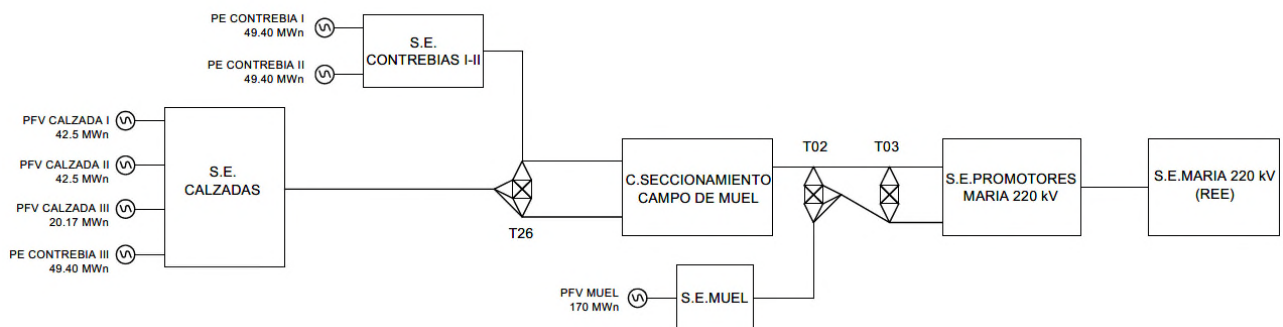 PE CONTREBIA I
49.40 MWn
PE CONTREBIA II
49.40 MWn
S.E.
CONTREBIAS I-II
PFV CALZADA I
42.5 MWn
PFV CALZADA II
42.5 MWn
PFV CALZADA III
20.17 MWn
PE CONTREBIA III
49.40 MWn
S.E.
CALZADAS
T26
C.SECCIONAMIENTO
CAMPO DE MUEL
T02
T03
S.E.PROMOTORES
MARIA 220 kV
S.E.MARIA 220 kV
(REE)
PFV MUEL
170 MWn
S.E.MUEL